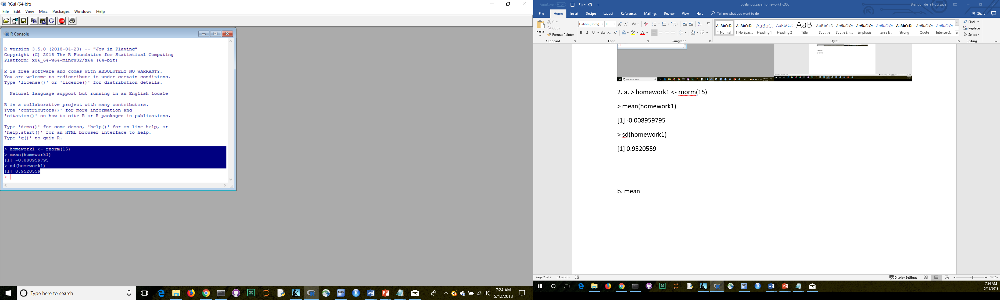 RGui (64-bit)
File Edit View Misc Packages Windows Help
STOP
R Console
R version 3.5.0 (2018-04-23) -- "Joy in Playing"
Copyright (C) 2018 The R Foundation for Statistical Computing
Platform: x86_64-w64-mingw32/x64 (64-bit)
R is free software and comes with ABSOLUTELY NO WARRANTY.
You are welcome to redistribute it under certain conditions.
Type 'license()' or 'licence()' for distribution details.
Natural language support but running in an English locale
R is a collaborative project with many contributors.
Type 'contributors()' for more information and
'citation()' on how to cite R or R packages in publications.
Type 'demo()' for some demos, 'help()' for on-line help, or
'help.start()' for an HTML browser interface to help.
Type 'q()' to quit R.
> homework1 <- rnorm(15)
> mean(homework1)
[1] -0.008959795
> sd(homework1)
[1] 0.9520559
>
Type here to search
7:24 AM
5/12/2018
AutoSave Off bdelahoussaye_homework1_6306 Brandon de la Houssaye
File Home Insert Design Layout References Mailings Review View Help Tell me what you want to do Share
Paste Cut Copy Format Painter
Clipboard
Calibri (Body) 11
Font
Paragraph
AaBbCcDc AaBbCcDc AaBbC( AaBbCcE AaB AaBbCcE AaBbCcDt AaBbCcDt AaBbCcDt AaBbCcDc AaBbCcDt AaBbCcDt
¶ Normal ¶ No Spac... Heading 1 Heading 2 Title Subtitle Subtle Em... Emphasis Intense E... Strong Quote Intense Q...
Styles
Find
Replace
Select
Editing
2. a. > homework1 <- rnorm(15)
> mean(homework1)
[1] -0.008959795
> sd(homework1)
[1] 0.9520559
b. mean
Page 2 of 2 83 words Display Settings 170%
7:24 AM
5/12/2018